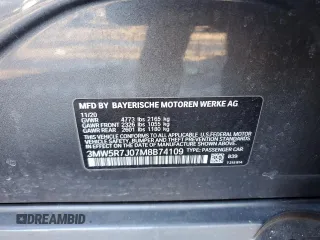 MFD BY BAYERISCHE MOTOREN WERKE AG
11/20
GVWR 4773 lbs 2165 kg
GAWR FRONT 2326 lbs 1055 kg
GAWR REAR 2601 lbs 1180 kg
THIS VEHICLE CONFORMS TO ALL APPLICABLE U.S. FEDERAL MOTOR
VEHICLE SAFETY, BUMPER, AND THEFT PREVENTION STANDARDS IN
EFFECT ON THE DATE OF MANUFACTURE SHOWN ABOVE.
3MW5R7J07M8B74109 TYPE: PASSENGER CAR
B39
DREAMBID